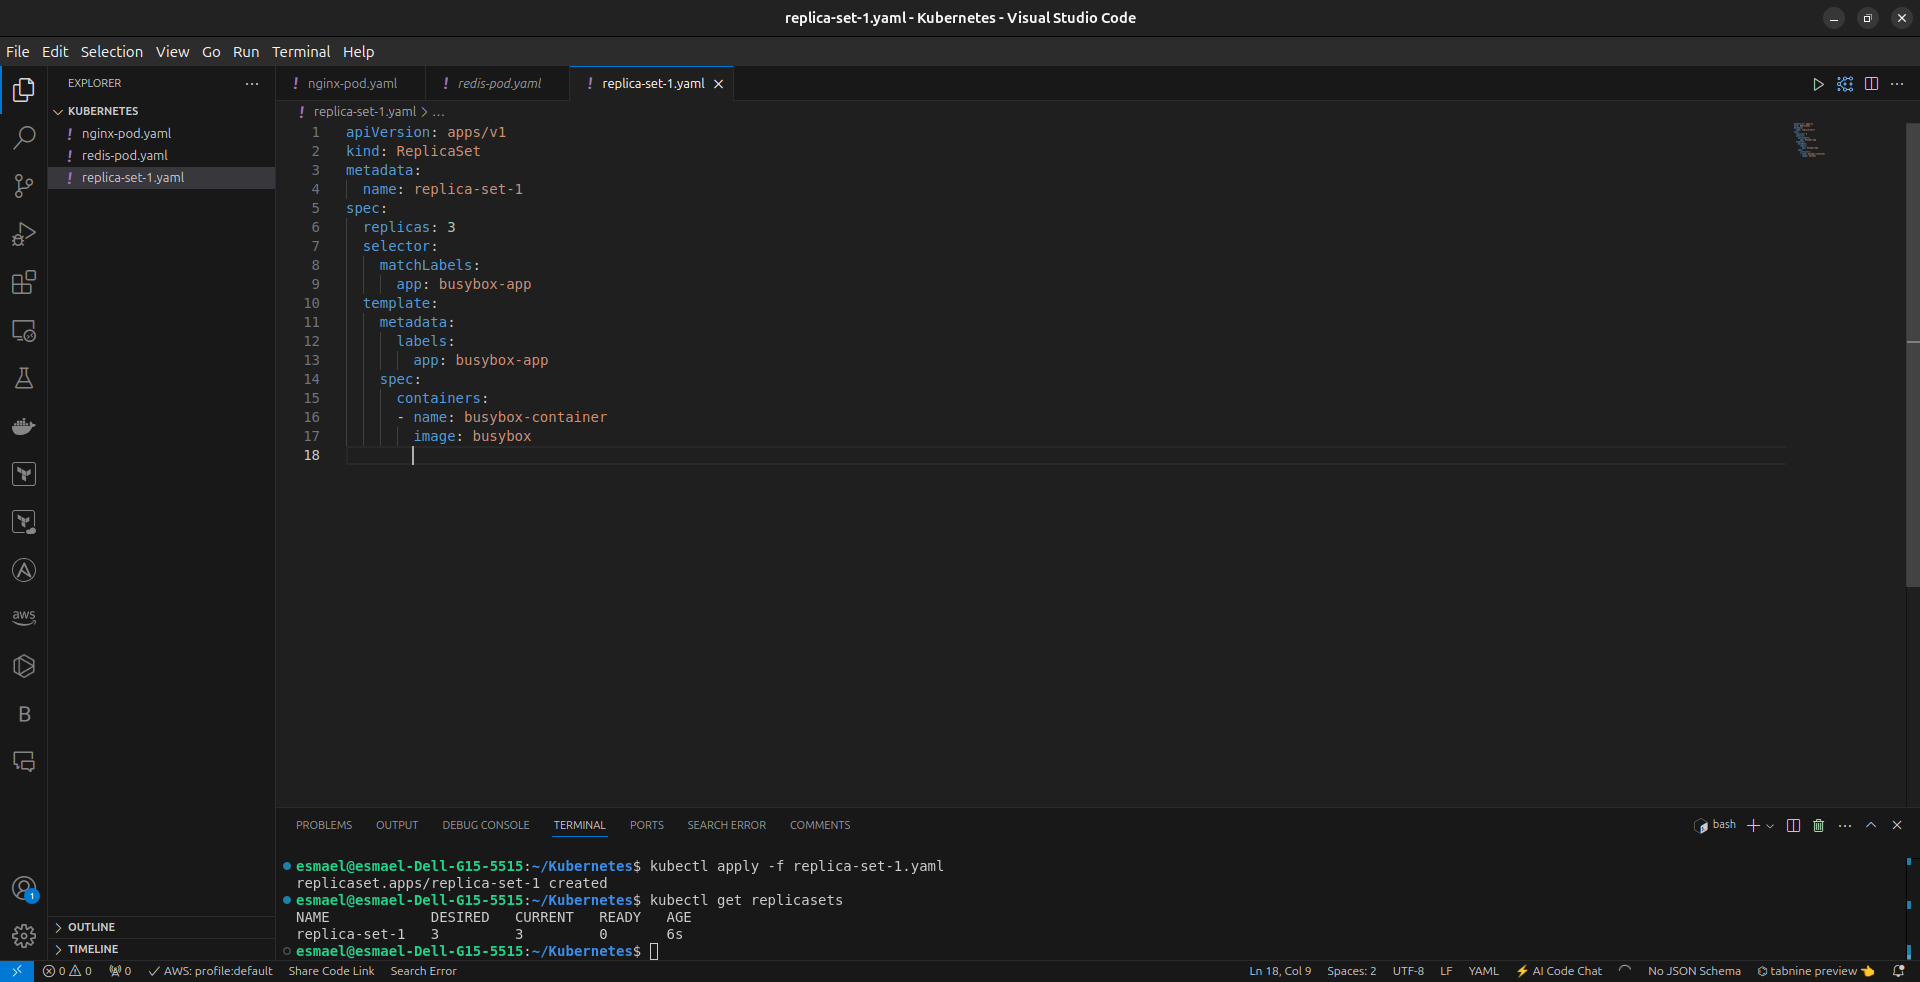 replica-set-1.yaml - Kubernetes - Visual Studio Code
File Edit Selection View Go Run Terminal Help
EXPLORER
KUBERNETES
! nginx-pod.yaml
! redis-pod.yaml
! replica-set-1.yaml
aws
B
1
OUTLINE
TIMELINE
! nginx-pod.yaml ! redis-pod.yaml ! replica-set-1.yaml
! replica-set-1.yaml > ...
1 apiVersion: apps/v1
2 kind: ReplicaSet
3 metadata:
4   name: replica-set-1
5 spec:
6   replicas: 3
7   selector:
8     matchLabels:
9       app: busybox-app
10   template:
11     metadata:
12       labels:
13         app: busybox-app
14     spec:
15       containers:
16       - name: busybox-container
17         image: busybox
18
PROBLEMS OUTPUT DEBUG CONSOLE TERMINAL PORTS SEARCH ERROR COMMENTS
bash
esmael@esmael-Dell-G15-5515:~/Kubernetes$ kubectl apply -f replica-set-1.yaml
replicaset.apps/replica-set-1 created
esmael@esmael-Dell-G15-5515:~/Kubernetes$ kubectl get replicasets
NAME            DESIRED   CURRENT   READY   AGE
replica-set-1   3         3         0       6s
esmael@esmael-Dell-G15-5515:~/Kubernetes$
0 0 0 AWS: profile:default Share Code Link Search Error Ln 18, Col 9 Spaces: 2 UTF-8 LF YAML ⚡ AI Code Chat No JSON Schema tabnine preview 👈